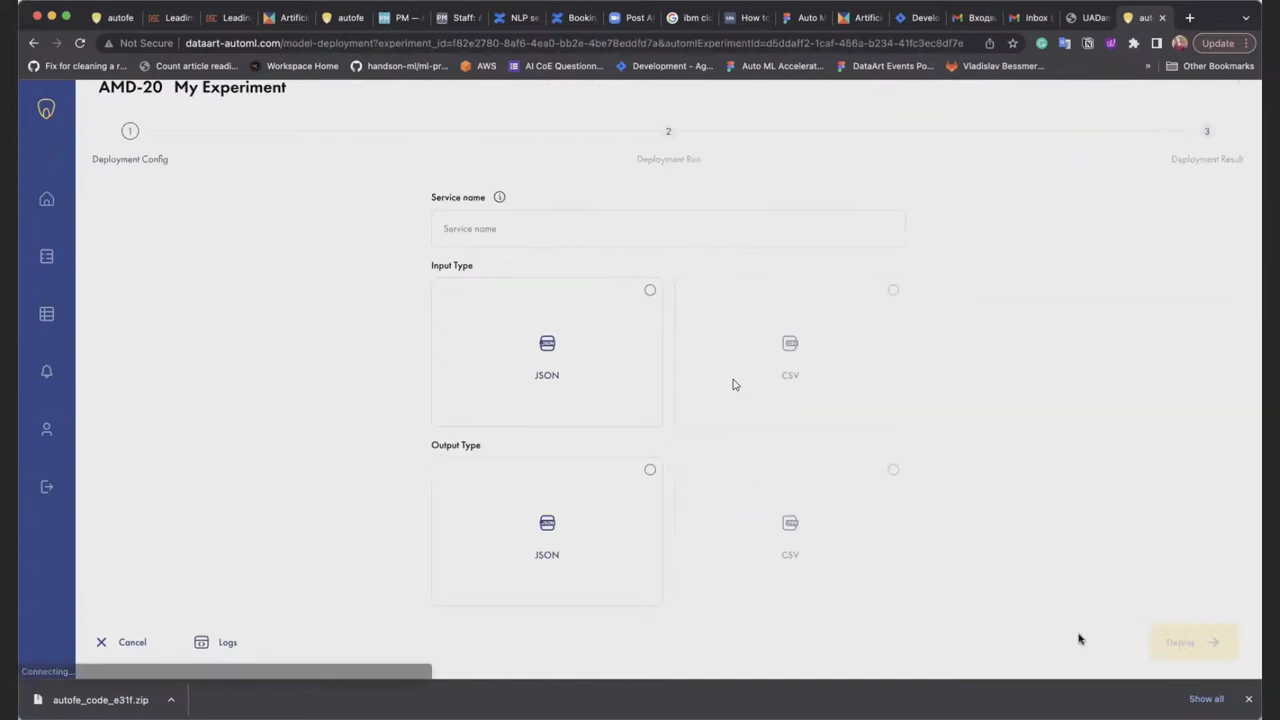 autofe
Leadin
Leadin
Artific
autofe
PM —
Staff:
NLP se
Bookin
Post A
ibm cl
How to
Auto M
Artific
Develo
Входа
Inbox (
UADar
aut
Not Secure
dataart-automl.com/model-deployment?experiment_id=f82e2780-8af6-4ea0-bb2e-4be78eddfd7a&automlExperimentId=d5ddaff2-1caf-456a-b234-41fc3ec8df7e
Update
Fix for cleaning a r...
Count article readi...
Workspace Home
handson-ml/ml-pr...
AWS
AI CoE Questionn...
Development - Ag...
Auto ML Accelerat...
DataArt Events Po...
Vladislav Bessmer...
»
Other Bookmarks
AMD-20 My Experiment
1
2
3
Deployment Config
Deployment Run
Deployment Result
Service name
Service name
Input Type
JSON
CSV
Output Type
JSON
CSV
Cancel
Logs
Deploy
Connecting...
autofe_code_e31f.zip
Show all